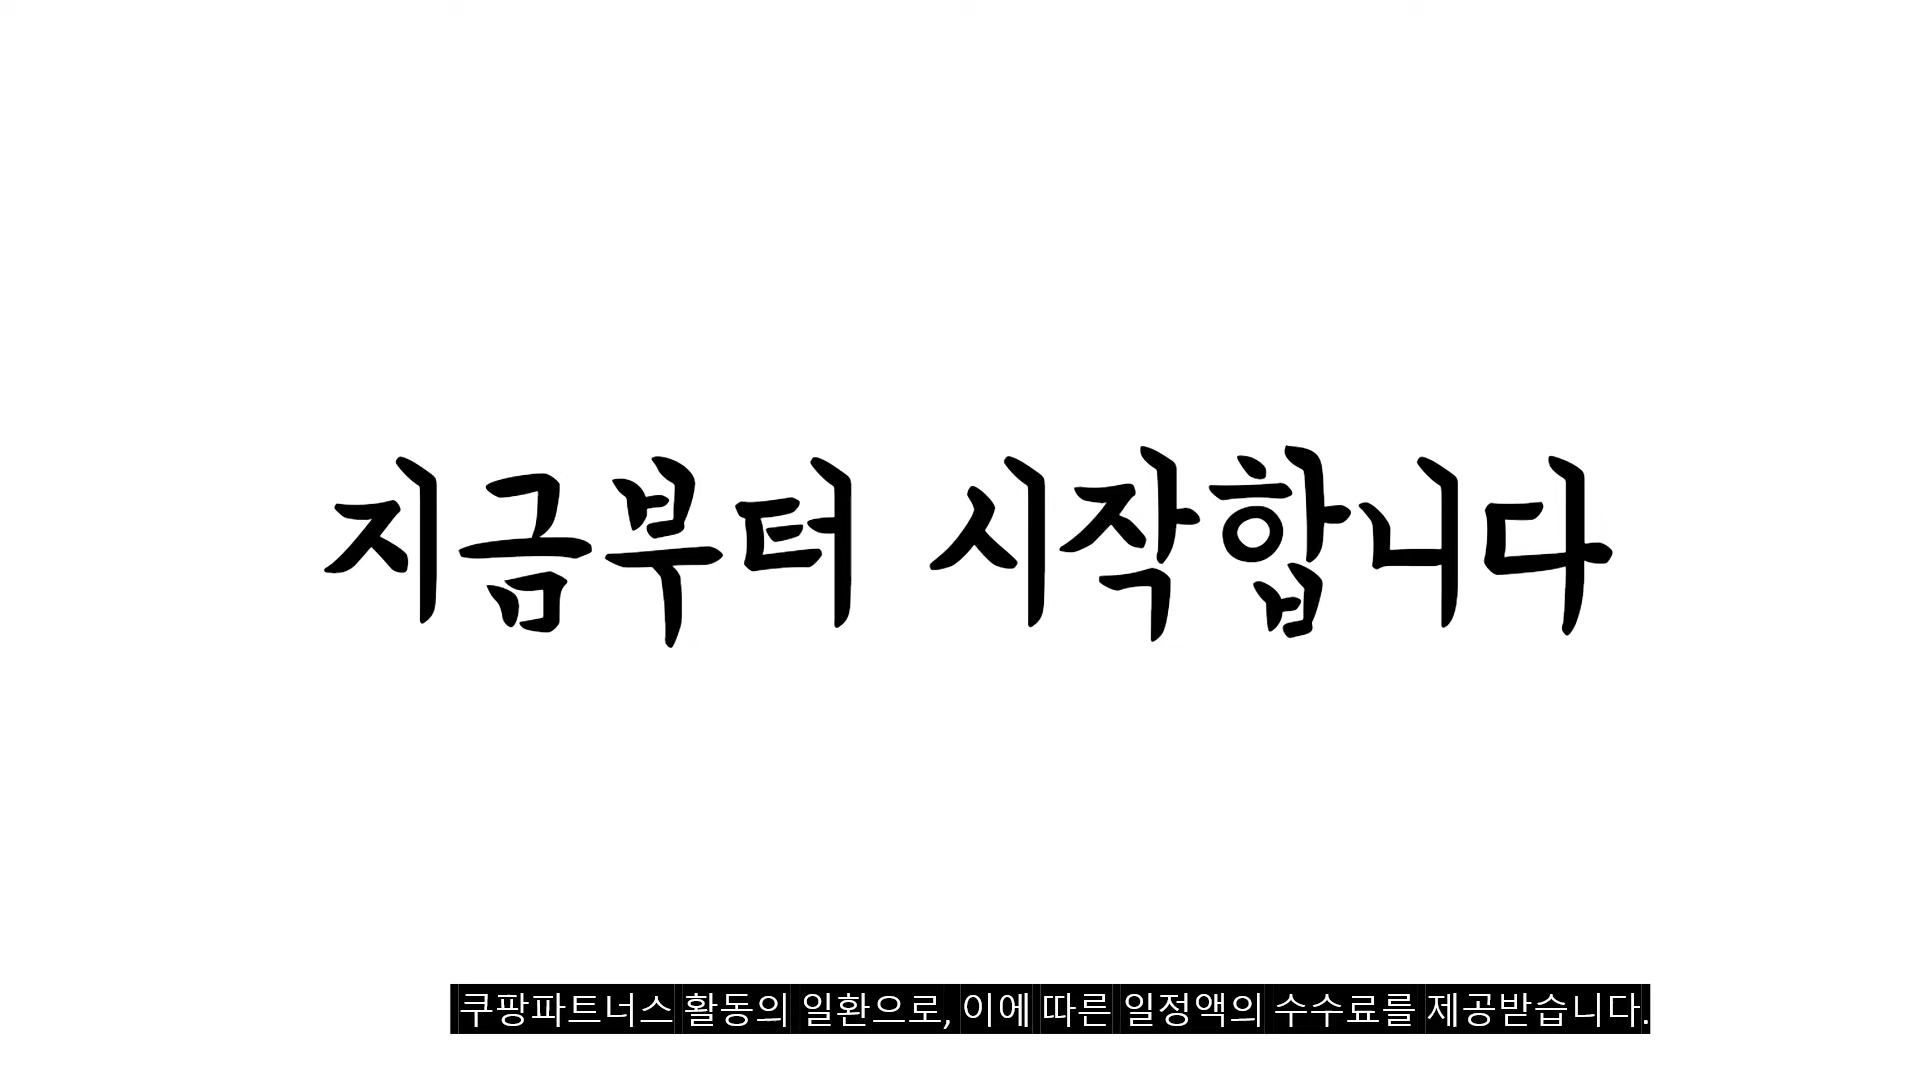 지금부터 시작합니다
쿠팡파트너스 활동의 일환으로, 이에 따른 일정액의 수수료를 제공받습니다.